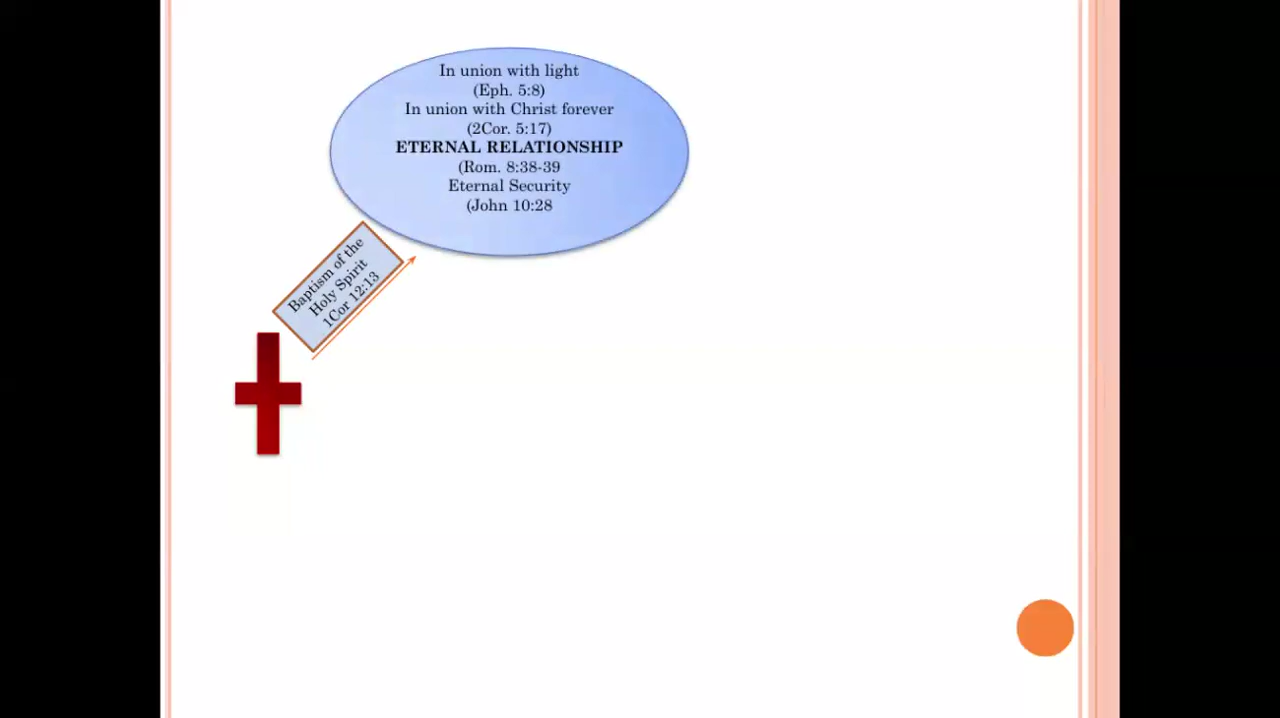 In union with light
(Eph. 5:8)
In union with Christ forever
(2Cor. 5:17)
ETERNAL RELATIONSHIP
(Rom. 8:38-39
Eternal Security
(John 10:28
Baptism of the
Holy Spirit
1Cor 12:13